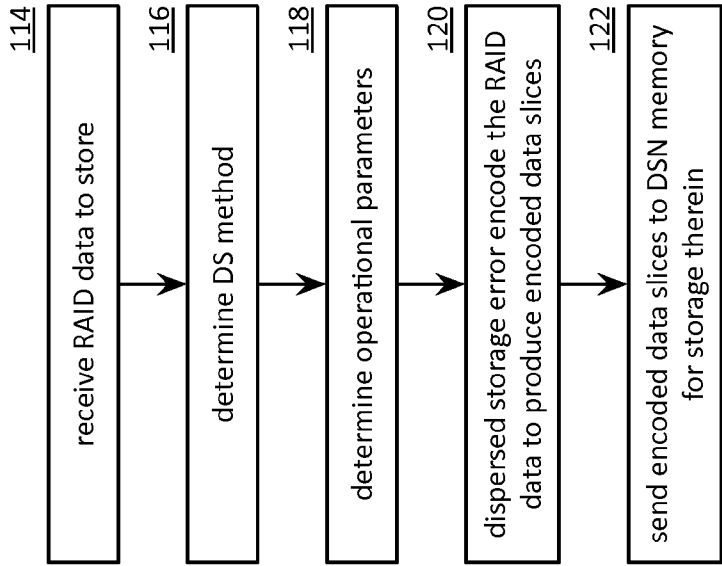 114
receive RAID data to store
116
determine DS method
118
determine operational parameters
120
dispersed storage error encode the RAID
data to produce encoded data slices
122
send encoded data slices to DSN memory
for storage therein